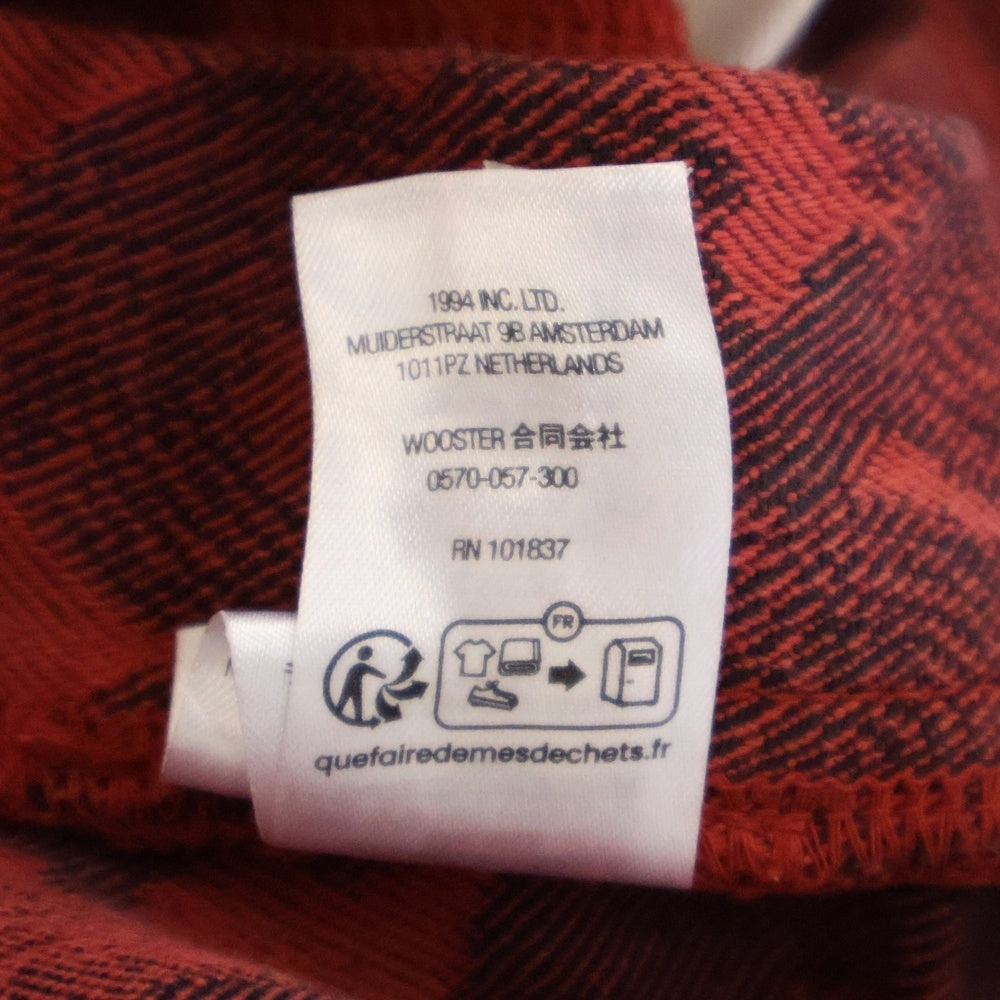 1994 INC. LTD.
MUIDERSTRAAT 9B AMSTERDAM
1011PZ NETHERLANDS
WOOSTER 合同会社
0570-057-300
RN 101837
FR
quefairedemesdechets.fr